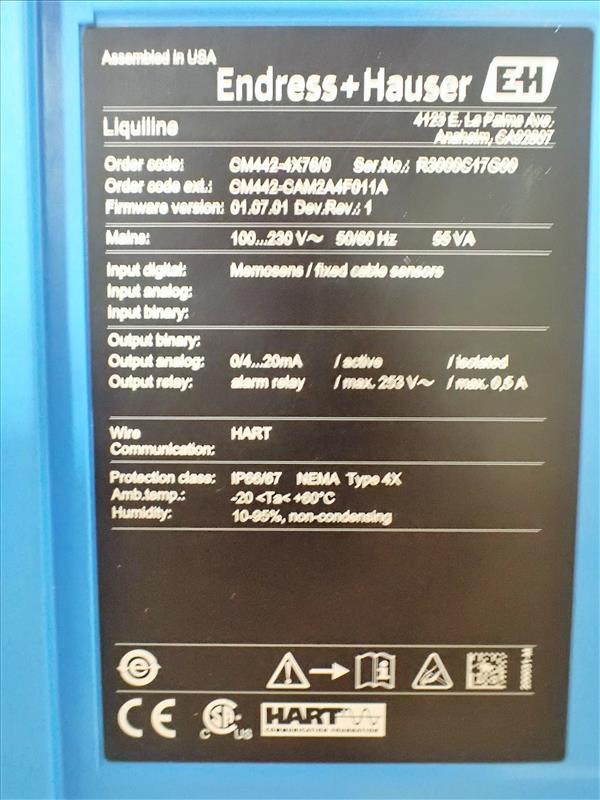 Assembled in USA
Endress+Hauser E+H
4123 E. La Palma Ave.
Liquiline
Anaheim, CA92807
Order code: CM442-4X76/0 Ser.No.: R3000C17G00
Order code ext.: CM442-CAM2A4F011A
Firmware version: 01.07.01 Dev.Rev.: 1
Mains: 100...230 V~ 50/60 Hz 55 VA
Input digital: Memosens / fixed cable sensors
Input analog:
Input binary:
Output binary:
Output analog: 0/4...20mA / active / isolated
Output relay: alarm relay / max. 253 V~ / max. 0,5 A
Wire HART
Communication:
Protection class: IP66/67 NEMA Type 4X
Amb.temp.: -20 <Ta< +60°C
Humidity: 10-95%, non-condensing
CE
C US
HART
COMMUNICATION FOUNDATION